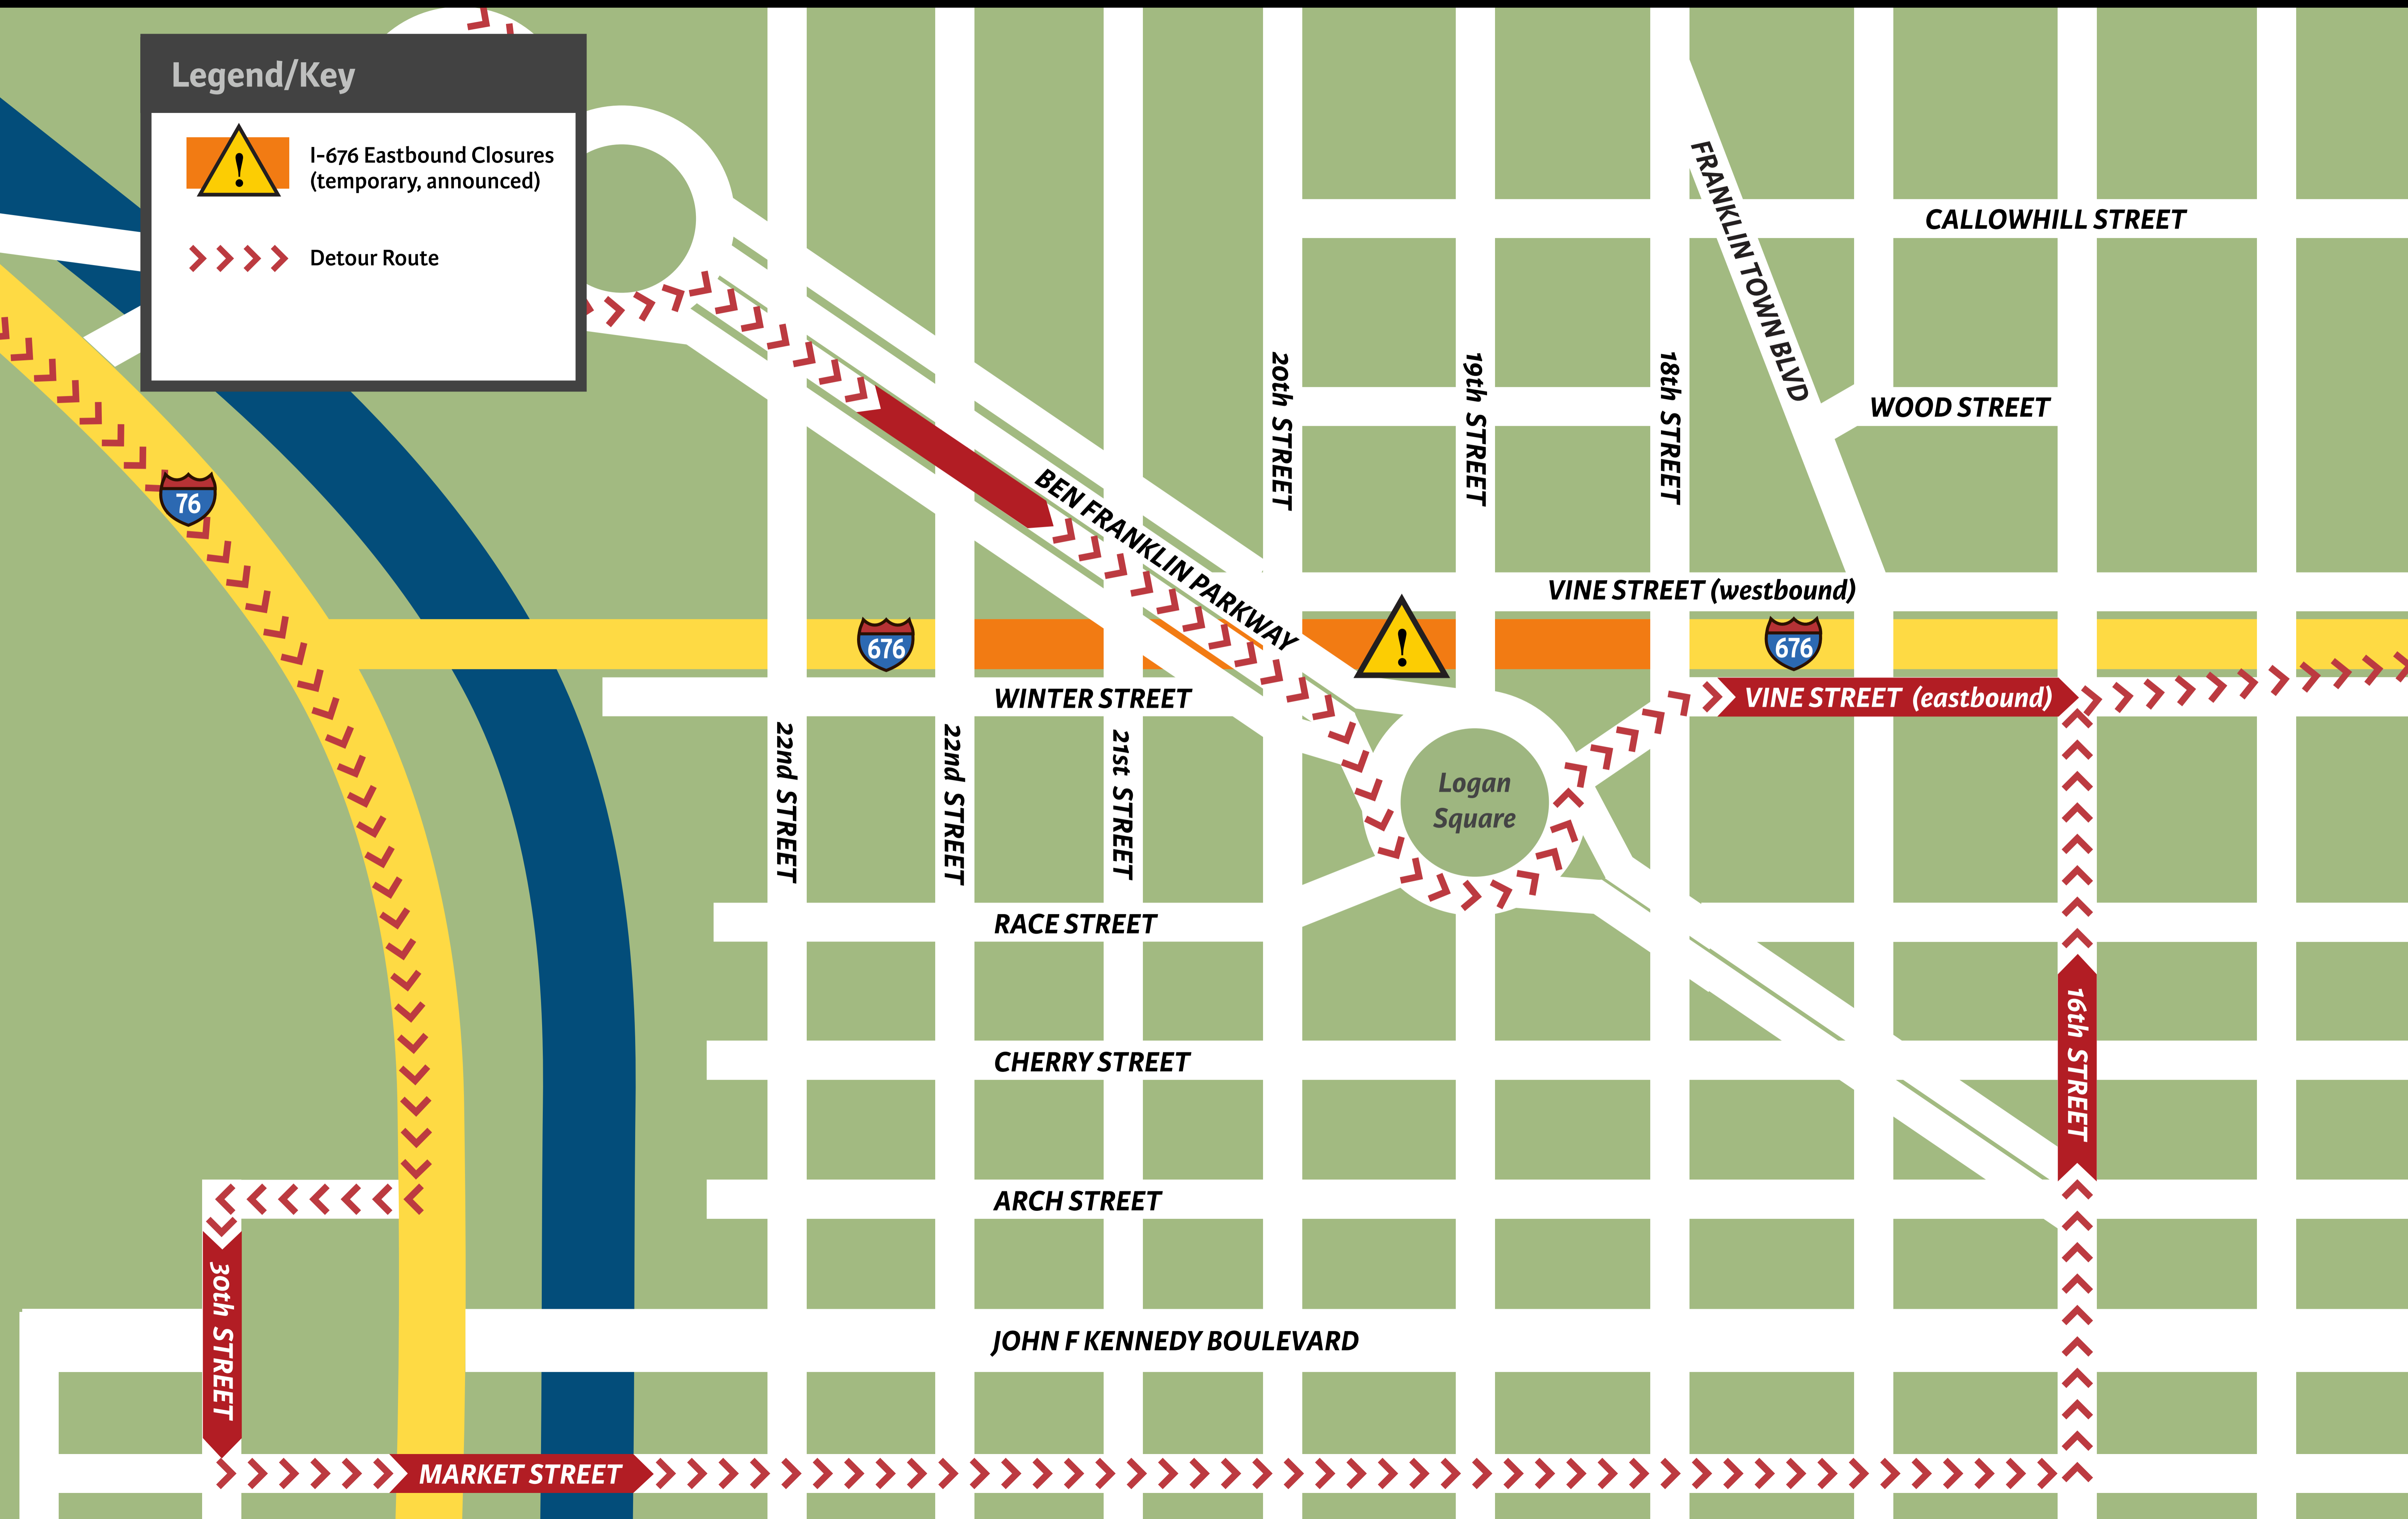 Legend/Key
I-676 Eastbound Closures
(temporary, announced)
Detour Route
FRANKLIN TOWN BLVD
CALLOWHILL STREET
20th STREET
19th STREET
18th STREET
WOOD STREET
76
BEN FRANKLIN PARKWAY
VINE STREET (westbound)
676
!
676
WINTER STREET
VINE STREET (eastbound)
22nd STREET
22nd STREET
21st STREET
Logan
Square
RACE STREET
CHERRY STREET
16th STREET
ARCH STREET
30th STREET
JOHN F KENNEDY BOULEVARD
MARKET STREET